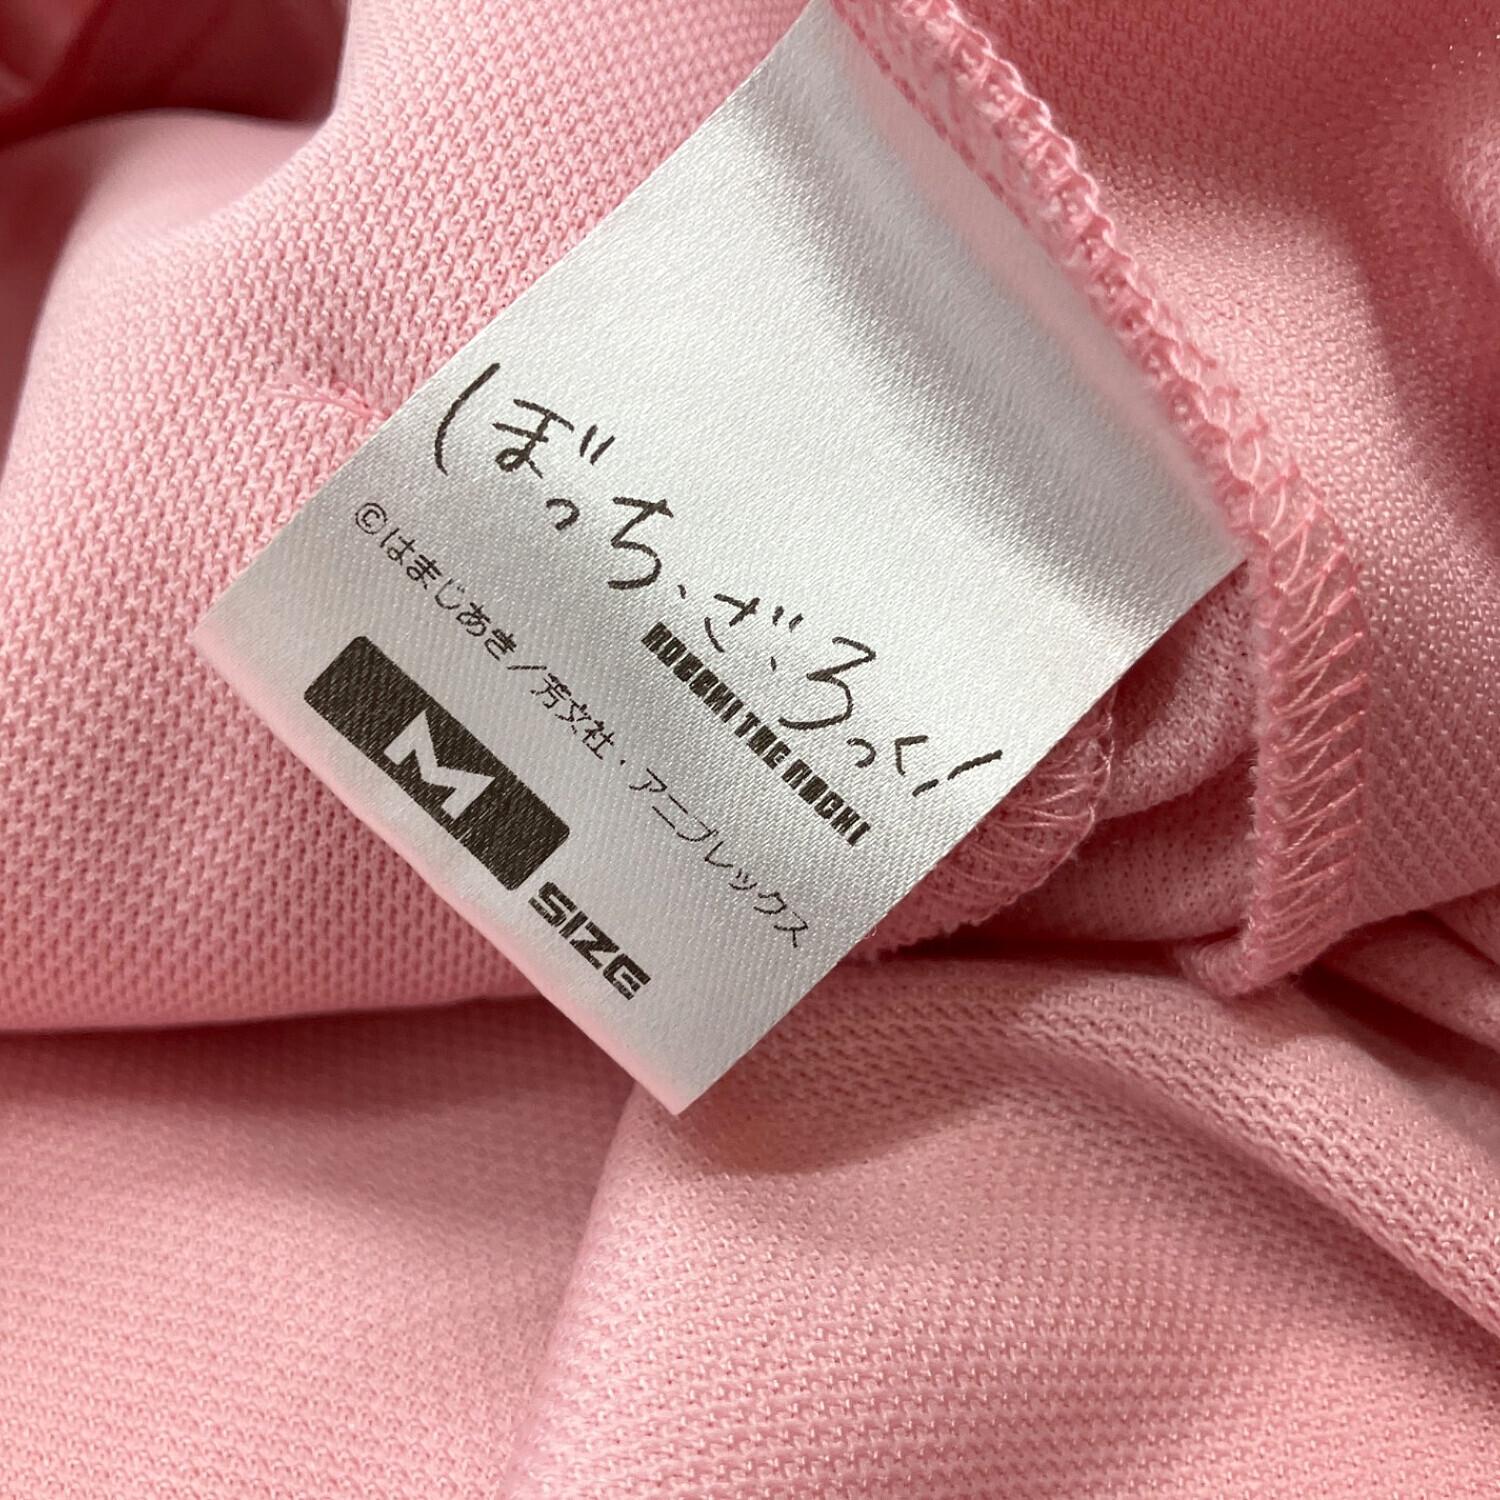 ぼっち・ざ・ろっく!
BOCCHI THE ROCK!
©はまじあき/芳文社・アニプレックス
M SIZE